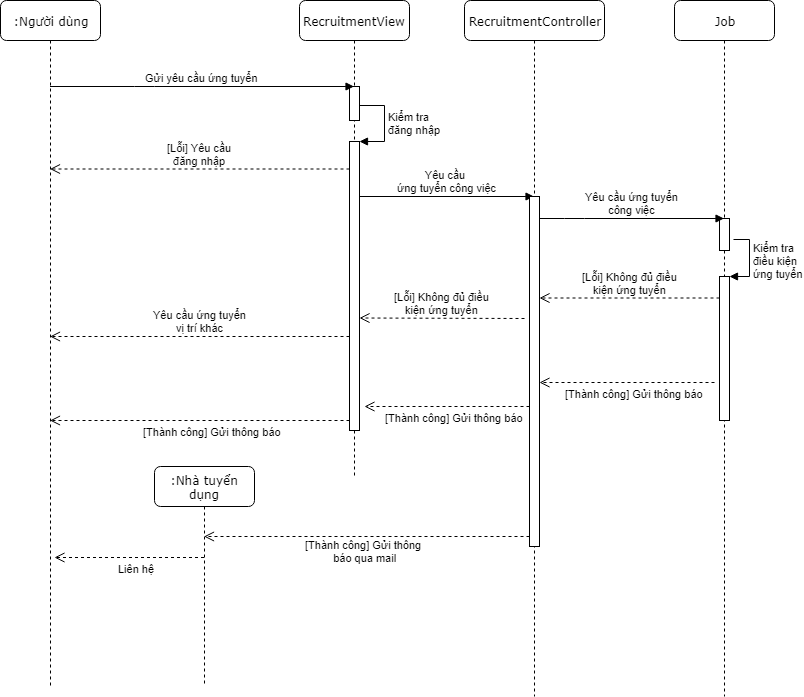 :Người dùng
RecruitmentView
RecruitmentController
Job
Gửi yêu cầu ứng tuyển
Kiểm tra
đăng nhập
[Lỗi] Yêu cầu
đăng nhập
Yêu cầu
ứng tuyển công việc
Yêu cầu ứng tuyển
công việc
Kiểm tra
điều kiện
ứng tuyển
[Lỗi] Không đủ điều
kiện ứng tuyển
[Lỗi] Không đủ điều
kiện ứng tuyển
Yêu cầu ứng tuyển
vị trí khác
[Thành công] Gửi thông báo
[Thành công] Gửi thông báo
[Thành công] Gửi thông báo
:Nhà tuyển
dụng
[Thành công] Gửi thông
báo qua mail
Liên hệ